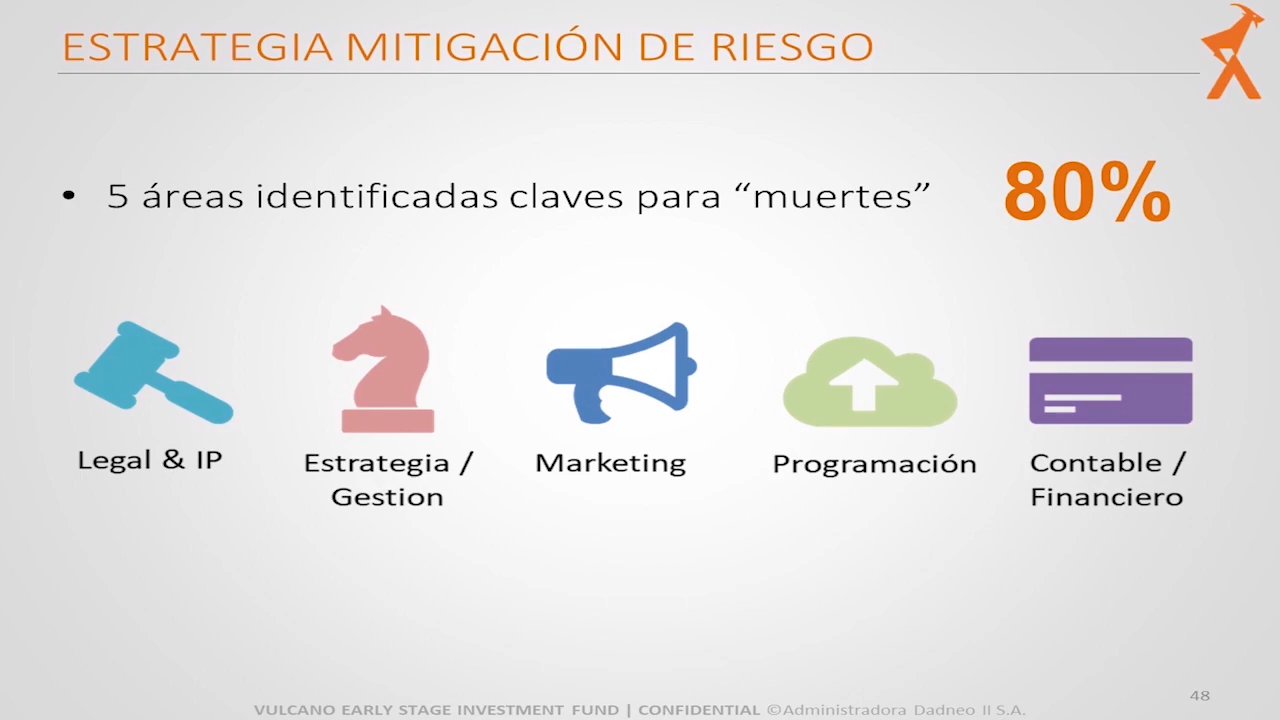 ESTRATEGIA MITIGACIÓN DE RIESGO
• 5 áreas identificadas claves para “muertes”
80%
Legal & IP
Estrategia /
Gestion
Marketing
Programación
Contable /
Financiero
48
VULCANO EARLY STAGE INVESTMENT FUND | CONFIDENTIAL ©Administradora Dadneo II S.A.